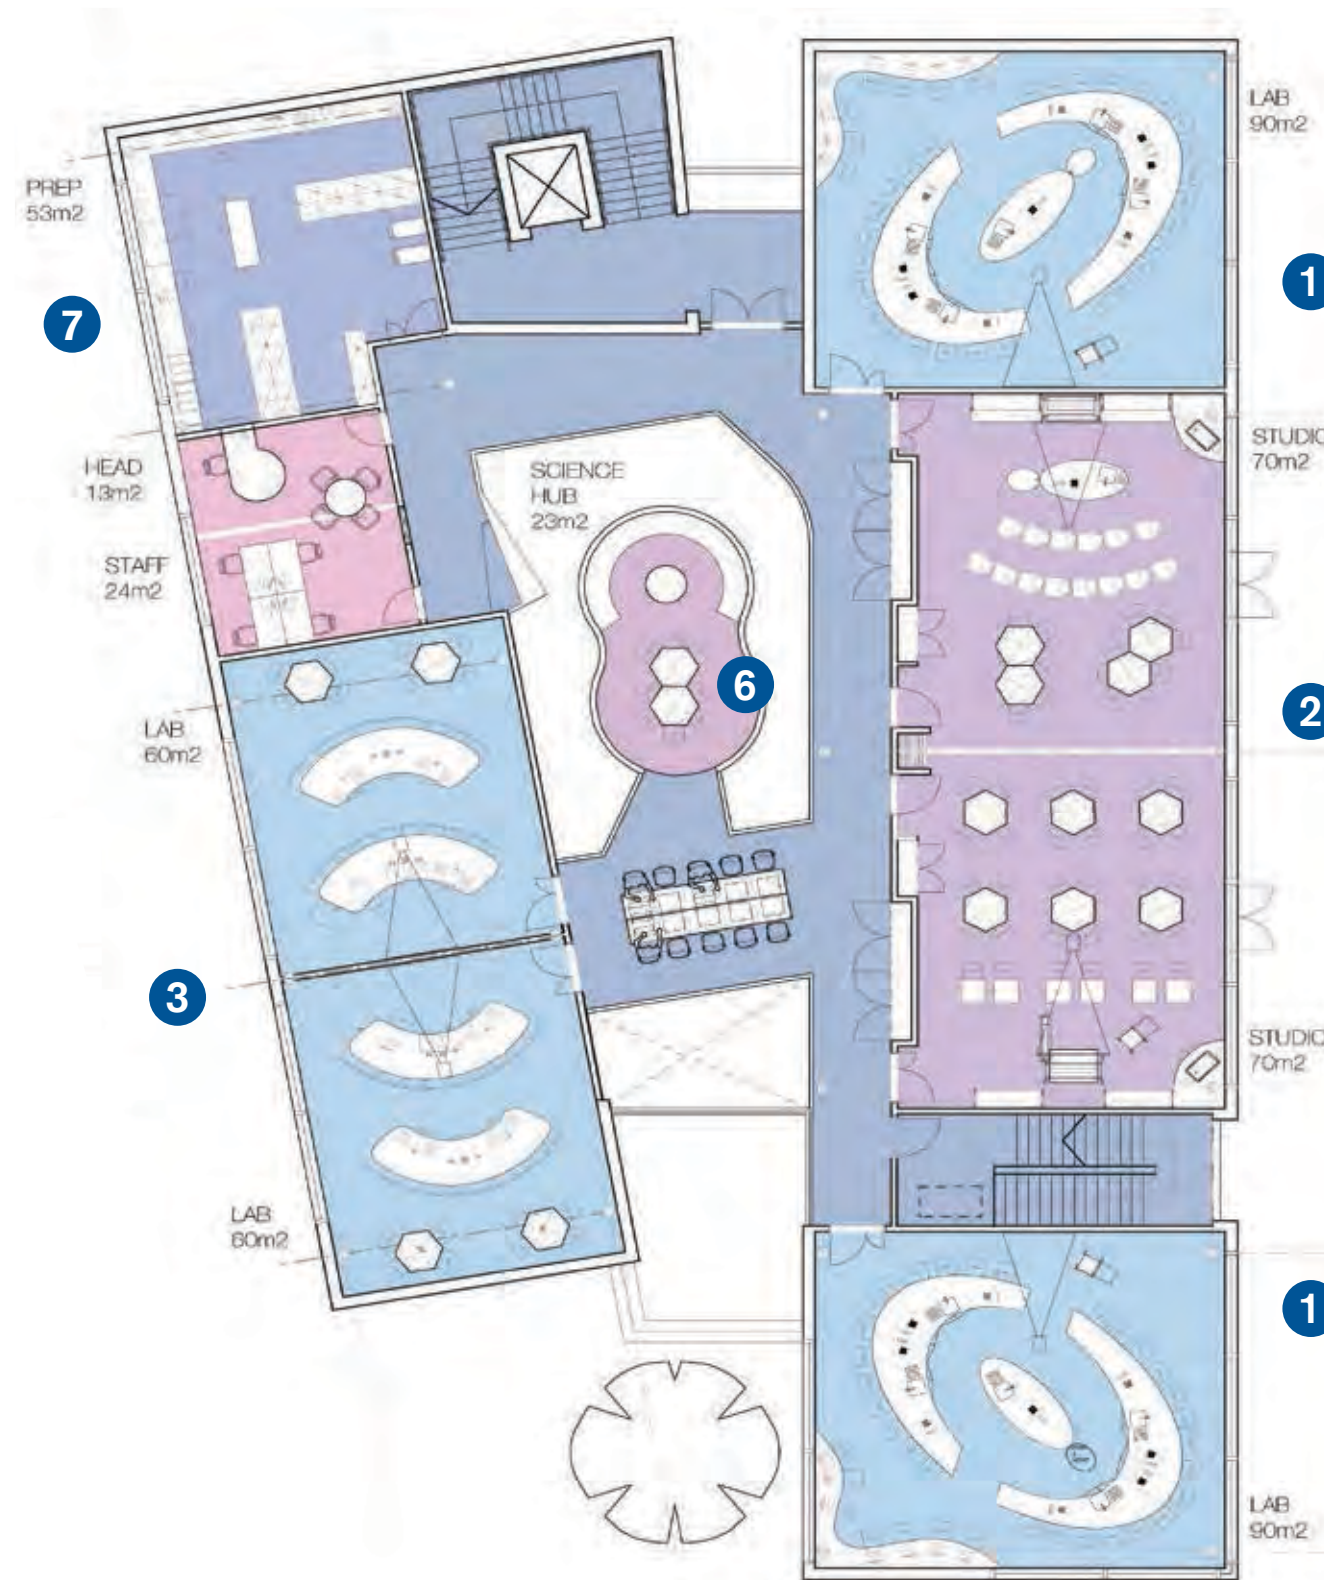 LAB
90m2
PREP
53m2
1
7
STUDIO
70m2
HEAD
13m2
SCIENCE
HUB
23m2
STAFF
24m2
6
2
LAB
60m2
3
STUDIO
70m2
LAB
60m2
1
LAB
90m2